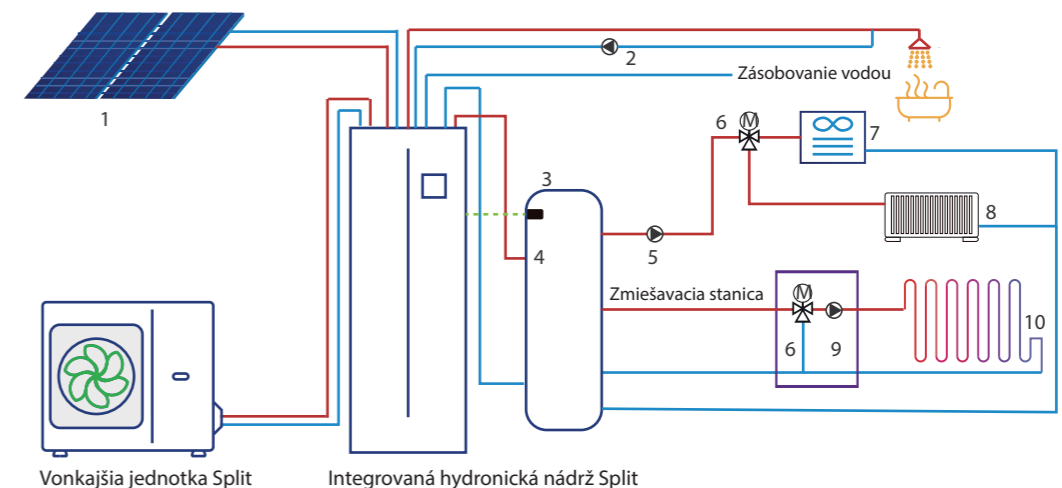 1
2
Zásobovanie vodou
6
M
7
3
4
5
8
Zmiešavacia stanica
M
6
9
10
Vonkajšia jednotka Split
Integrovaná hydronická nádrž Split